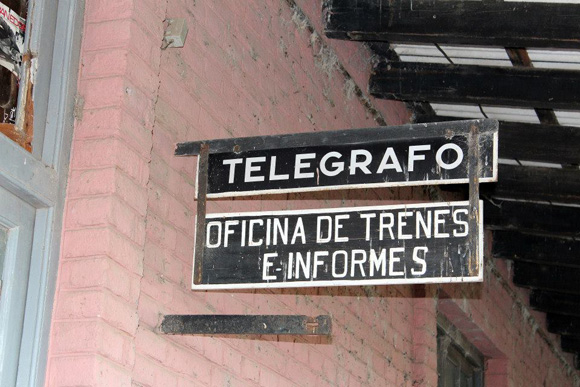 TELEGRAFO
OFICINA DE TRENES
E-INFORMES